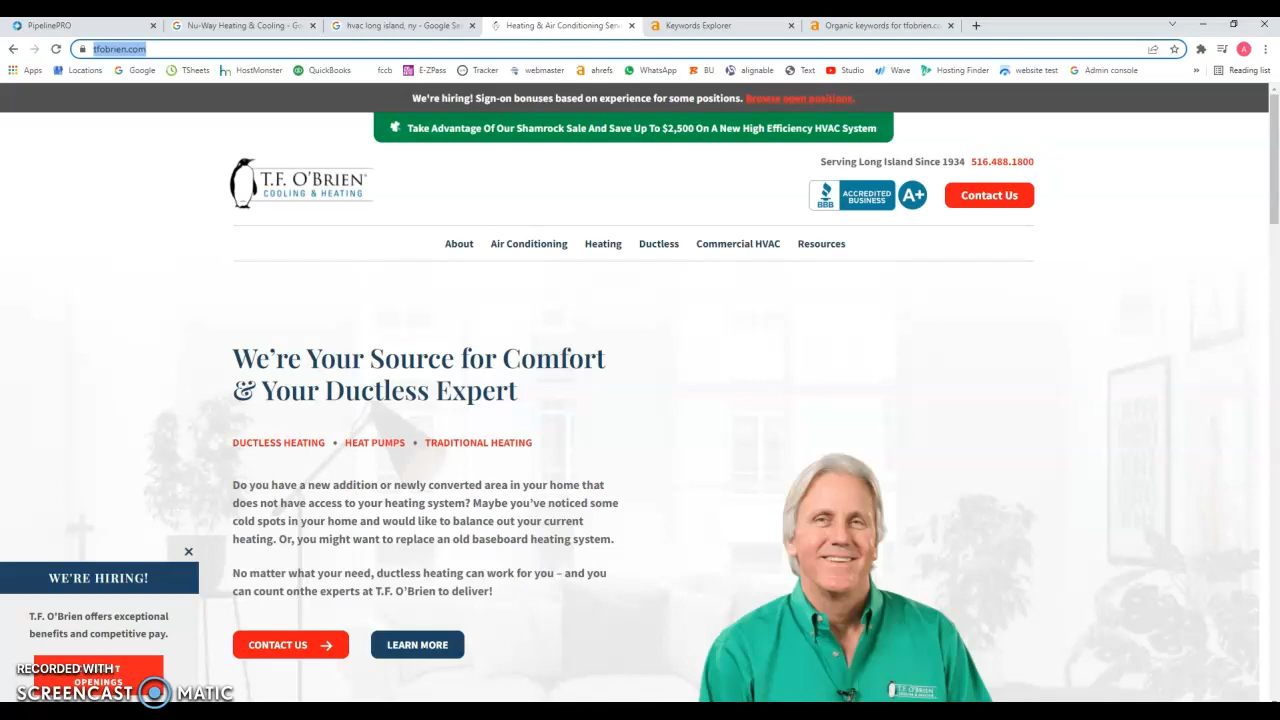 PipelinePRO
Nu-Way Heating & Cooling - Go
hvac long island, ny - Google Se
Heating & Air Conditioning Serv
Keywords Explorer
Organic keywords for tfobrien.c
tfobrien.com
A
Apps
Locations
Google
TSheets
HostMonster
QuickBooks
fccb
E-ZPass
Tracker
webmaster
ahrefs
WhatsApp
BU
alignable
Text
Studio
Wave
Hosting Finder
website test
Admin console
Reading list
We're hiring! Sign-on bonuses based on experience for some positions. Browse open positions.
Take Advantage Of Our Shamrock Sale And Save Up To $2,500 On A New High Efficiency HVAC System
T.F. O'BRIEN
COOLING & HEATING
Serving Long Island Since 1934 516.488.1800
BBB
ACCREDITED
BUSINESS
A+
Contact Us
About
Air Conditioning
Heating
Ductless
Commercial HVAC
Resources
We're Your Source for Comfort
& Your Ductless Expert
DUCTLESS HEATING • HEAT PUMPS • TRADITIONAL HEATING
Do you have a new addition or newly converted area in your home that
does not have access to your heating system? Maybe you've noticed some
cold spots in your home and would like to balance out your current
heating. Or, you might want to replace an old baseboard heating system.
No matter what your need, ductless heating can work for you – and you
can count onthe experts at T.F. O'Brien to deliver!
CONTACT US
LEARN MORE
WE'RE HIRING!
T.F. O'Brien offers exceptional
benefits and competitive pay.
OPENINGS
RECORDED WITH
SCREENCAST MATIC
T.F. O'BRIEN
COOLING & HEATING